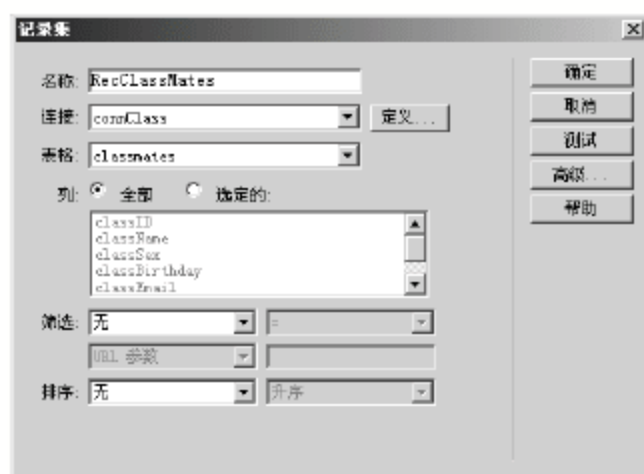 记录集
名称: RecClassMates
连接: connClass 定义...
表格: classmates
列: 全部 选定的:
classID
className
classSex
classBirthday
classEmail
筛选: 无 =
URL 参数
排序: 无 升序
确定
取消
测试
高级...
帮助